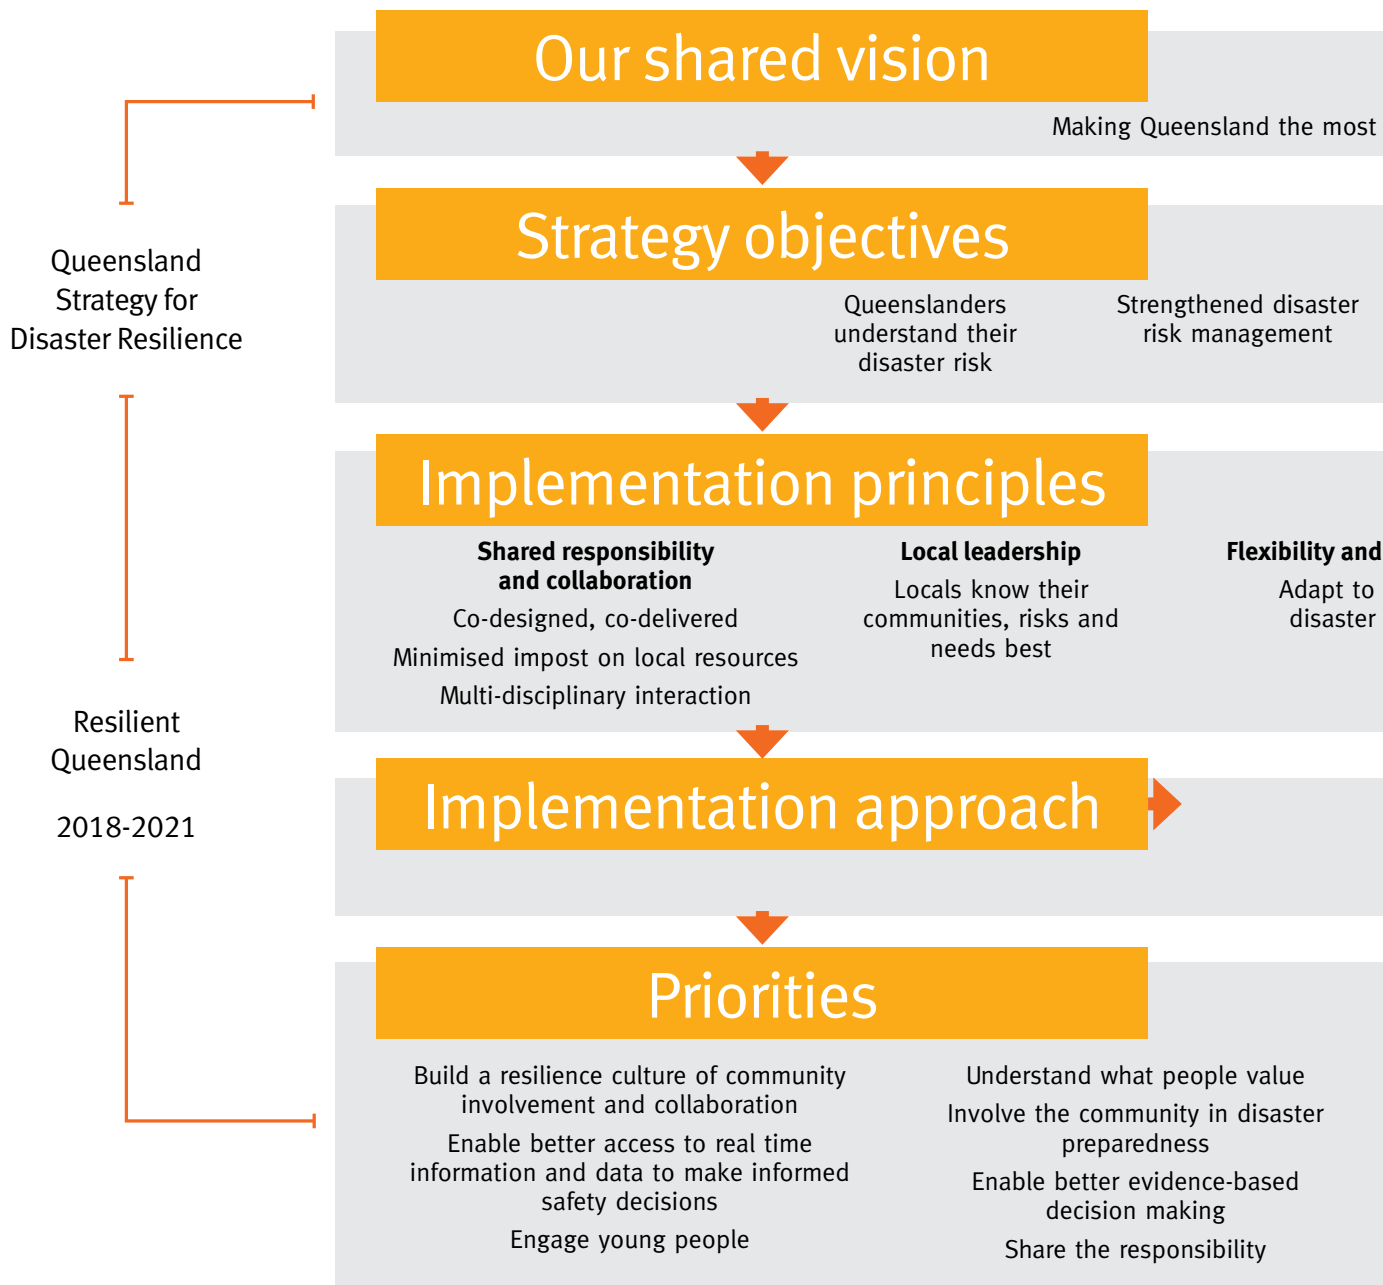 Our shared vision
Making Queensland the most
Strategy objectives
Queensland
Strategy for
Disaster Resilience
Queenslanders
understand their
disaster risk
Strengthened disaster
risk management
Implementation principles
Shared responsibility
and collaboration
Co-designed, co-delivered
Minimised impost on local resources
Multi-disciplinary interaction
Local leadership
Locals know their
communities, risks and
needs best
Flexibility and
Adapt to
disaster
Resilient
Queensland
2018-2021
Implementation approach
Priorities
Build a resilience culture of community
involvement and collaboration
Enable better access to real time
information and data to make informed
safety decisions
Engage young people
Understand what people value
Involve the community in disaster
preparedness
Enable better evidence-based
decision making
Share the responsibility